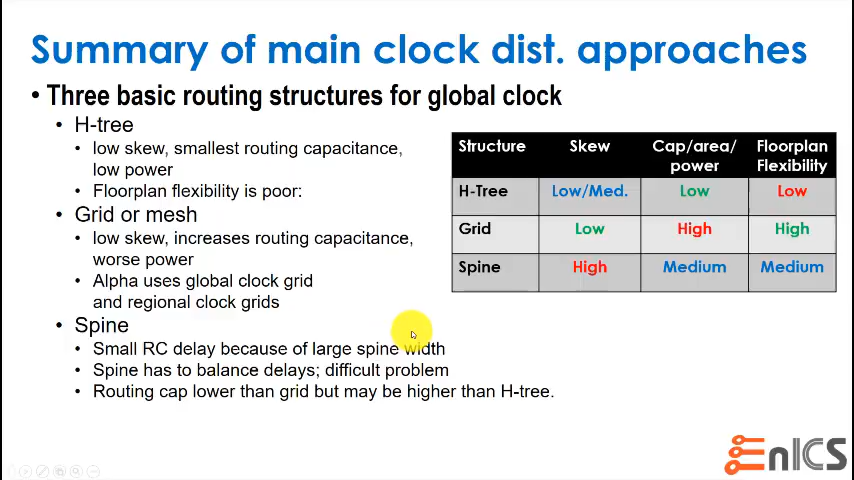 Summary of main clock dist. approaches
• Three basic routing structures for global clock
• H-tree
• low skew, smallest routing capacitance,
low power
• Floorplan flexibility is poor:
• Grid or mesh
• low skew, increases routing capacitance,
worse power
• Alpha uses global clock grid
and regional clock grids
• Spine
• Small RC delay because of large spine width
• Spine has to balance delays; difficult problem
• Routing cap lower than grid but may be higher than H-tree.
Structure Skew Cap/area/ Floorplan
power Flexibility
H-Tree Low/Med. Low Low
Grid Low High High
Spine High Medium Medium
EnICS